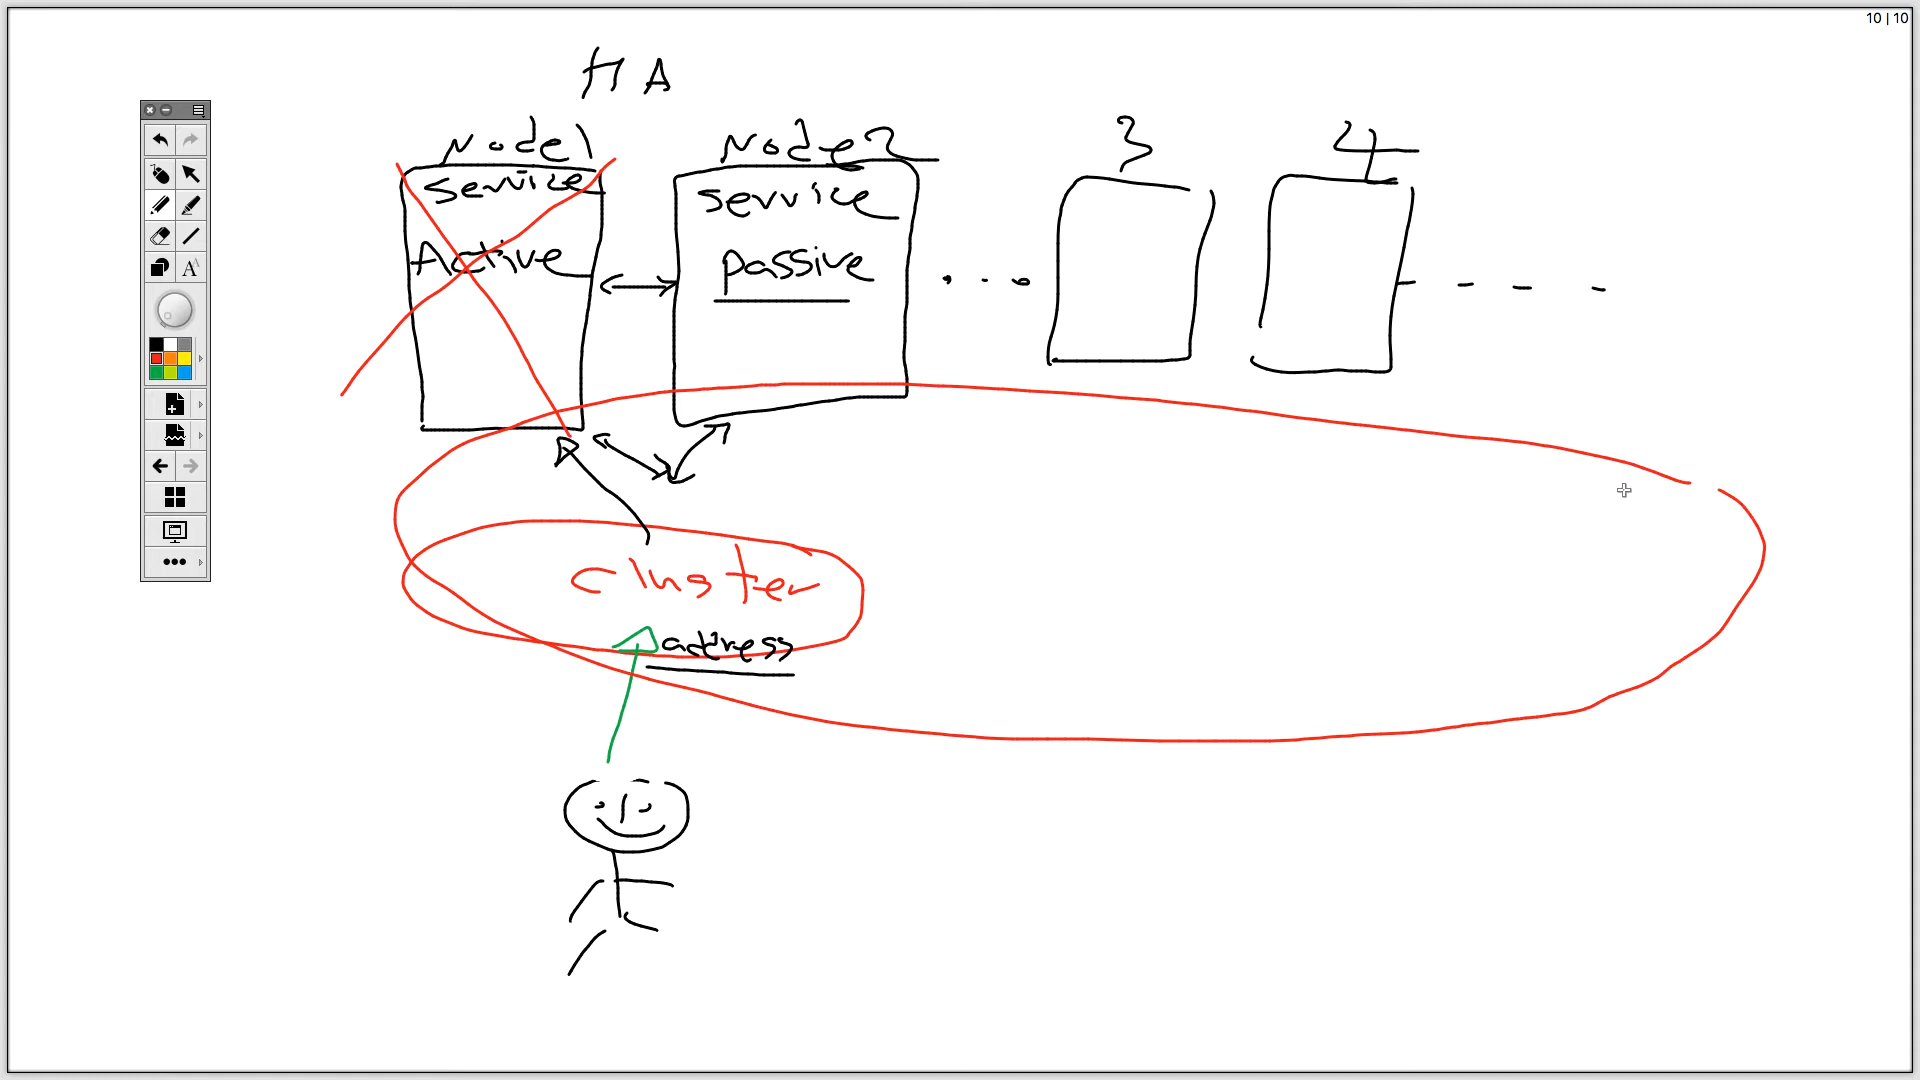 10 | 10
HA
Node1
Node2
3
4
Service
Active
Service
passive
cluster
address